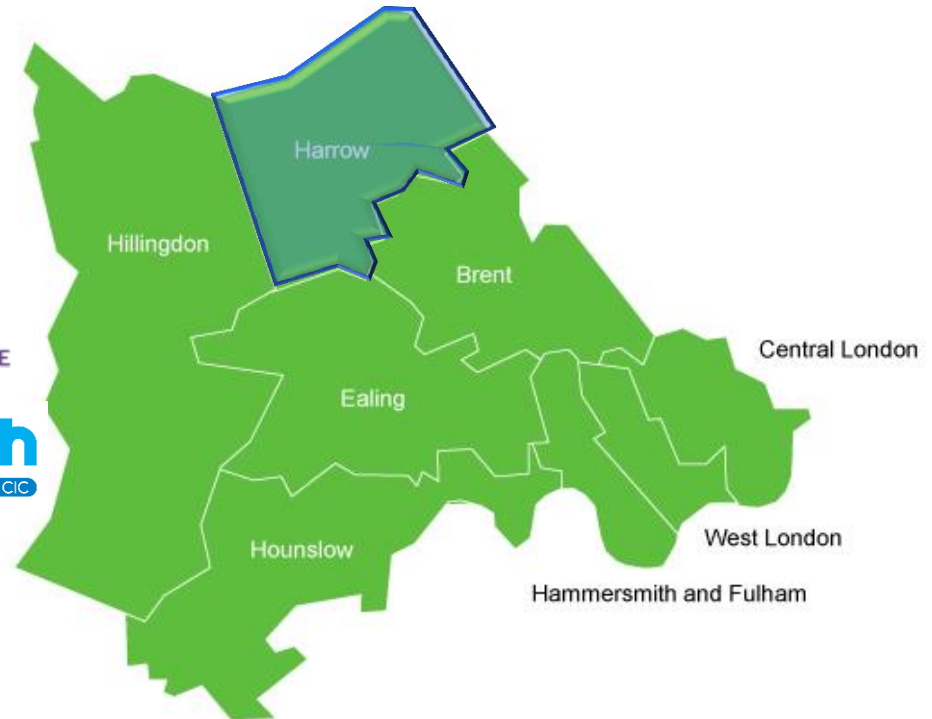 Harrow
Hillingdon
Brent
Central London
E
Ealing
h
CIC
West London
Hounslow
Hammersmith and Fulham